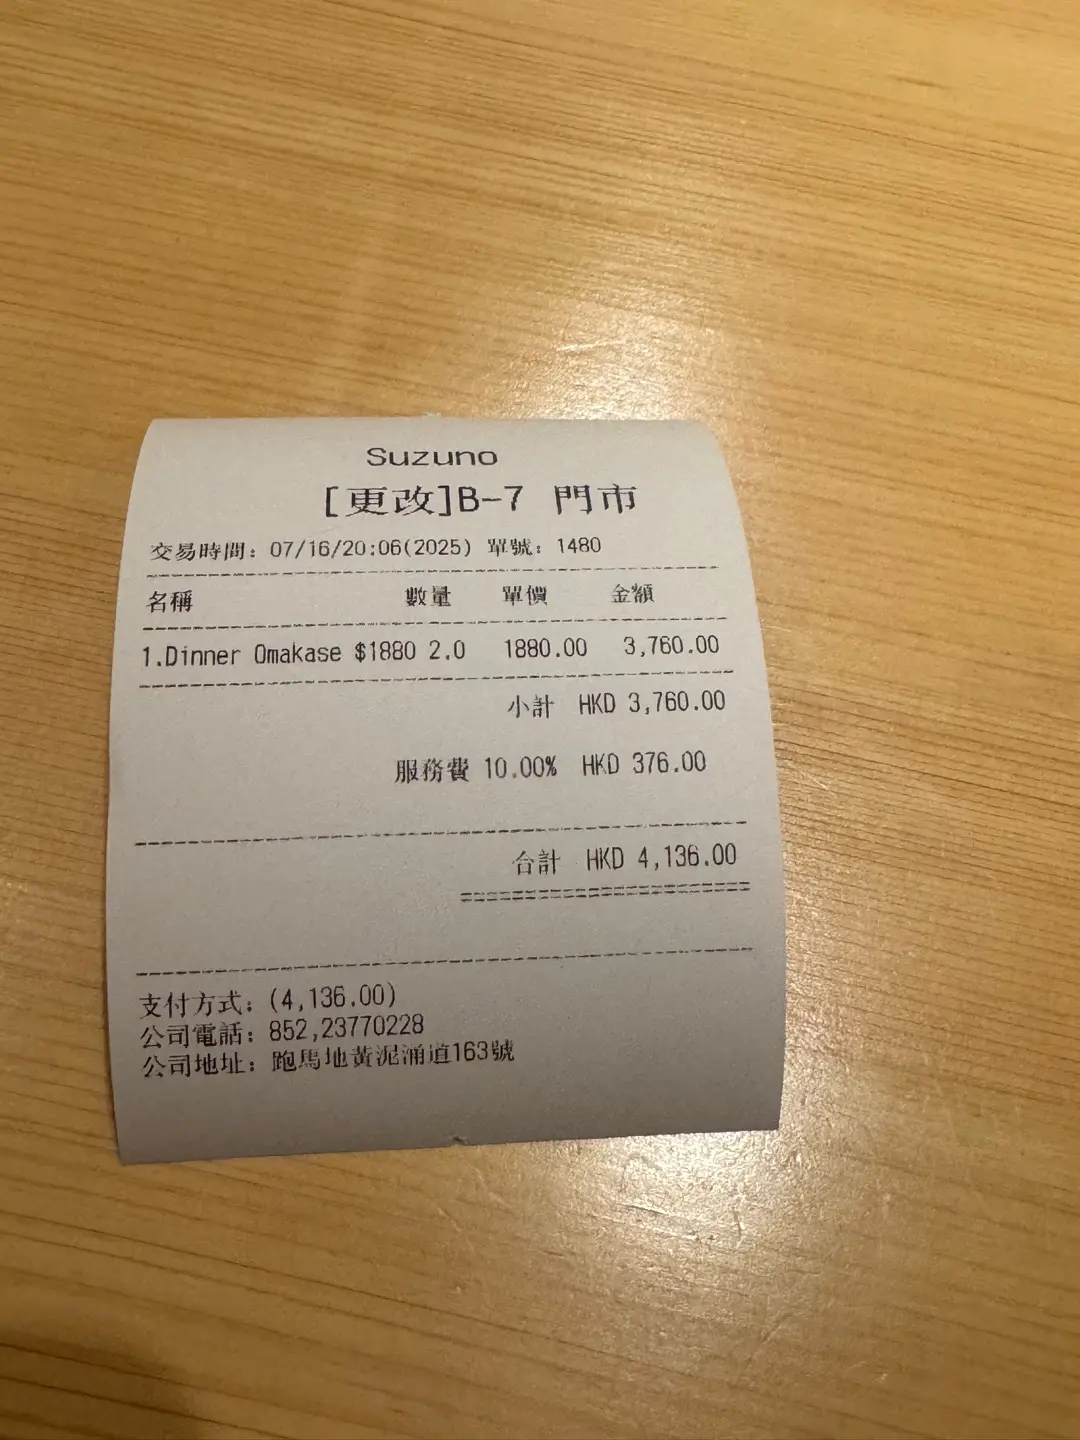 Suzuno
[更改]B-7 門市
交易時間: 07/16/20:06(2025) 單號: 1480
名稱 數量 單價 金額
1.Dinner Omakase $1880 2.0 1880.00 3,760.00
小計 HKD 3,760.00
服務費 10.00% HKD 376.00
合計 HKD 4,136.00
支付方式: (4,136.00)
公司電話: 852,23770228
公司地址: 跑馬地黃泥涌道163號